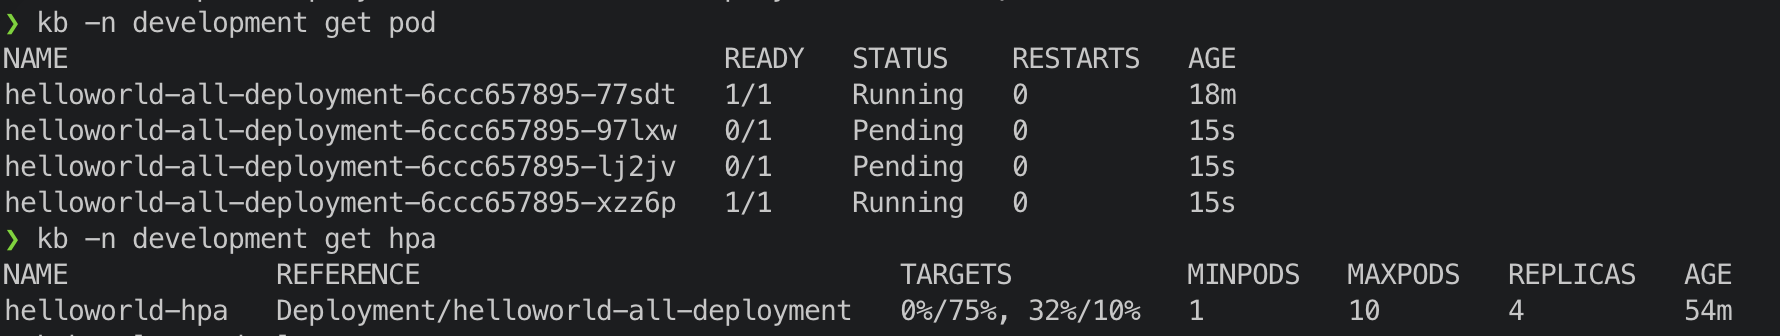 ❯ kb -n development get pod
NAME READY STATUS RESTARTS AGE
helloworld-all-deployment-6ccc657895-77sdt 1/1 Running 0 18m
helloworld-all-deployment-6ccc657895-97lxw 0/1 Pending 0 15s
helloworld-all-deployment-6ccc657895-lj2jv 0/1 Pending 0 15s
helloworld-all-deployment-6ccc657895-xzz6p 1/1 Running 0 15s
❯ kb -n development get hpa
NAME REFERENCE TARGETS MINPODS MAXPODS REPLICAS AGE
helloworld-hpa Deployment/helloworld-all-deployment 0%/75%, 32%/10% 1 10 4 54m